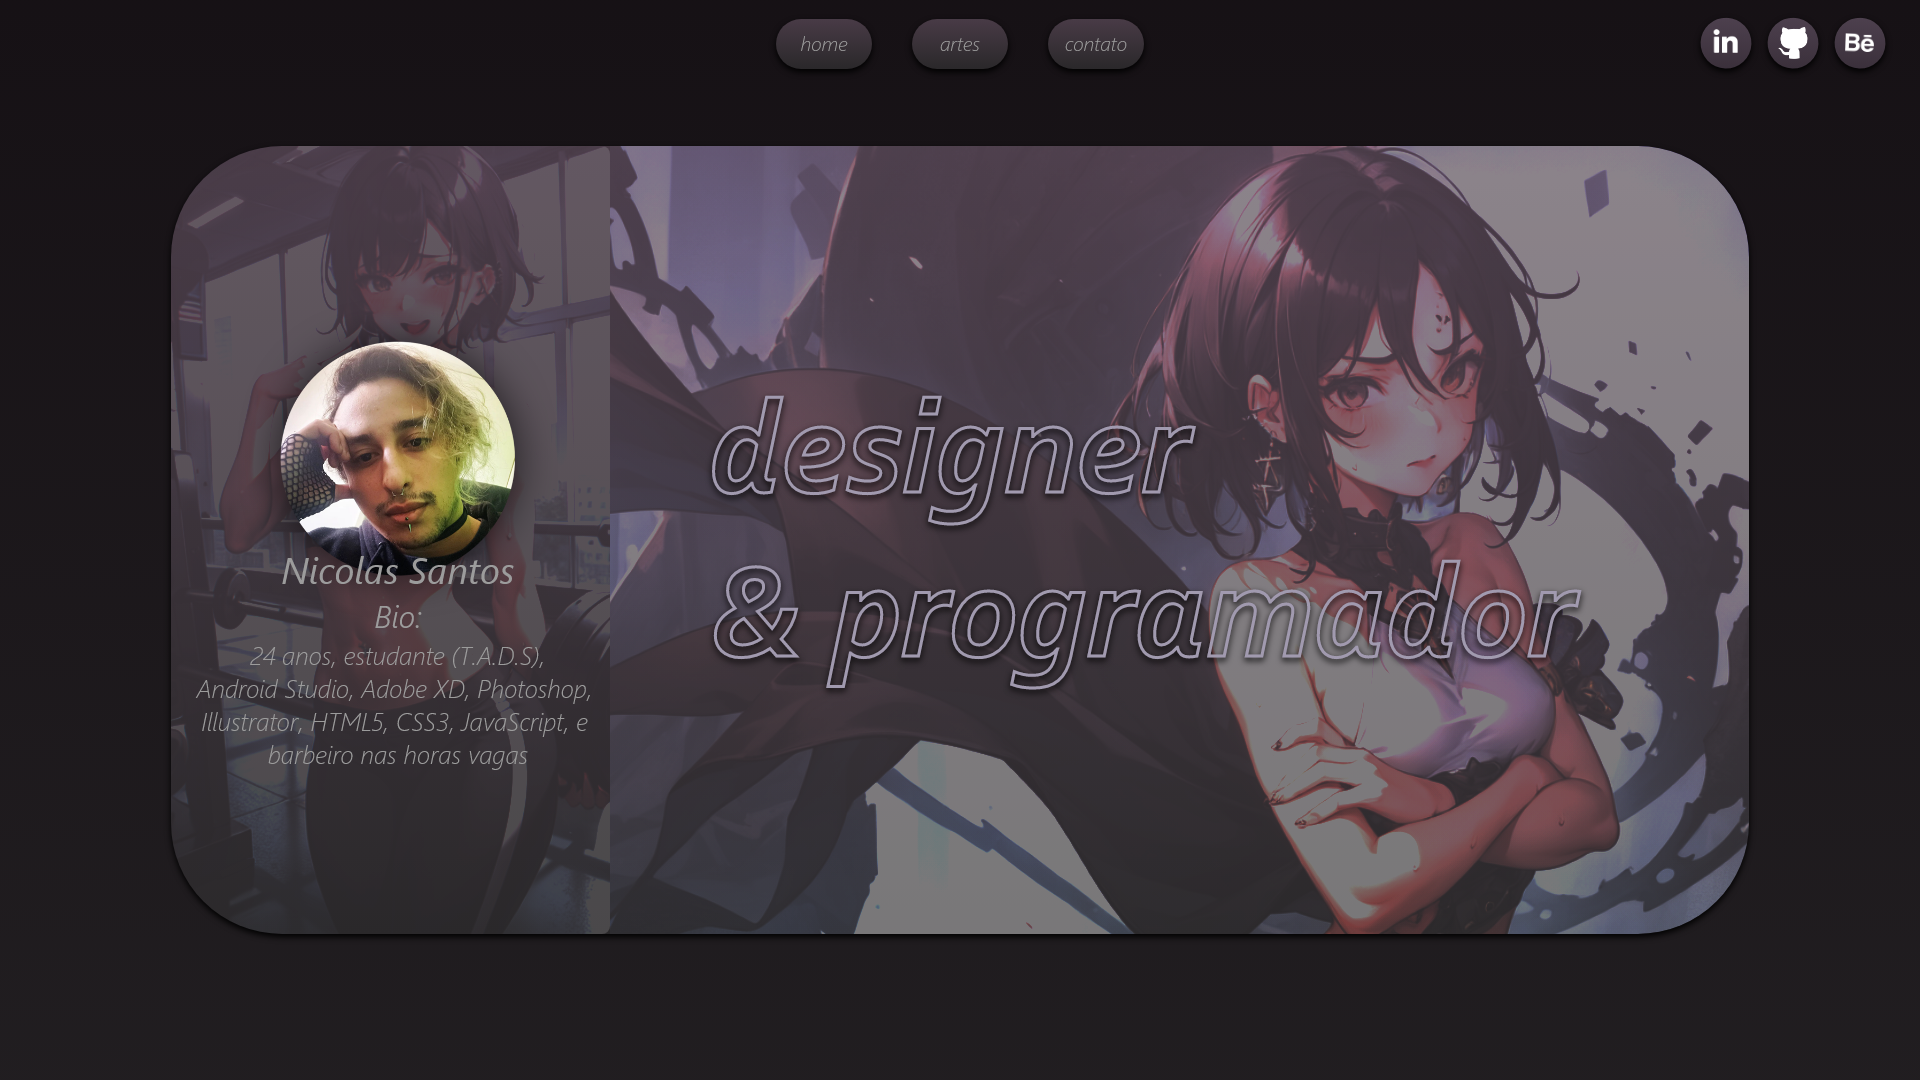 home
artes
contato
in
Bē
Nicolas Santos
Bio:
24 anos, estudante (T.A.D.S),
Android Studio, Adobe XD, Photoshop,
Illustrator, HTML5, CSS3, JavaScript, e
barbeiro nas horas vagas
designer
& programador